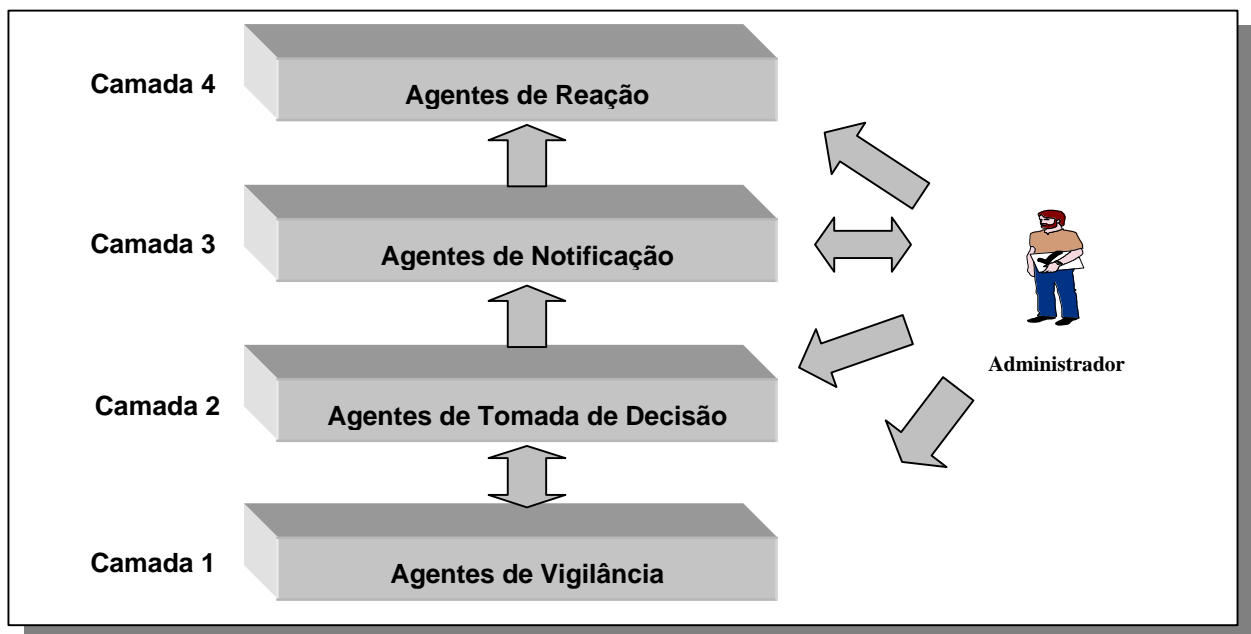 Camada 4
Agentes de Reação
Camada 3
Agentes de Notificação
Administrador
Camada 2
Agentes de Tomada de Decisão
Camada 1
Agentes de Vigilância